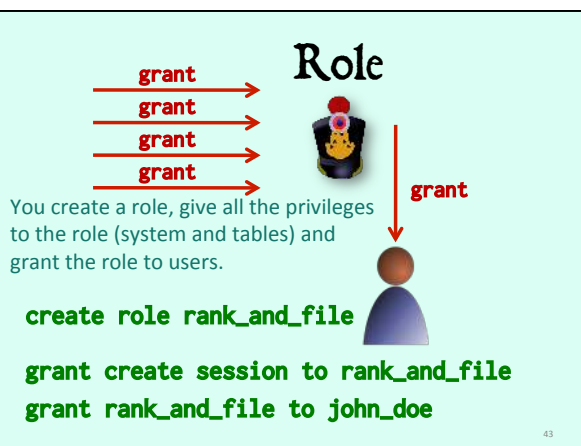 Role
grant
grant
grant
grant
grant
You create a role, give all the privileges
to the role (system and tables) and
grant the role to users.
create role rank_and_file
grant create session to rank_and_file
grant rank_and_file to john_doe
43